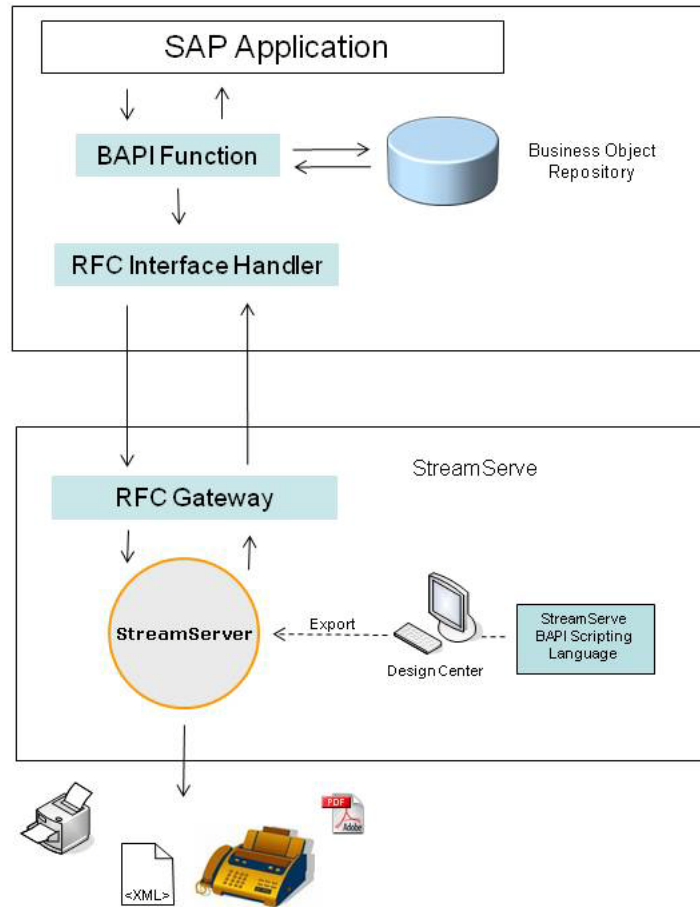 SAP Application
BAPI Function
Business Object
Repository
RFC Interface Handler
StreamServe
RFC Gateway
StreamServer
Export
Design Center
StreamServe
BAPI Scripting
Language
PDF
Adobe
<XML>